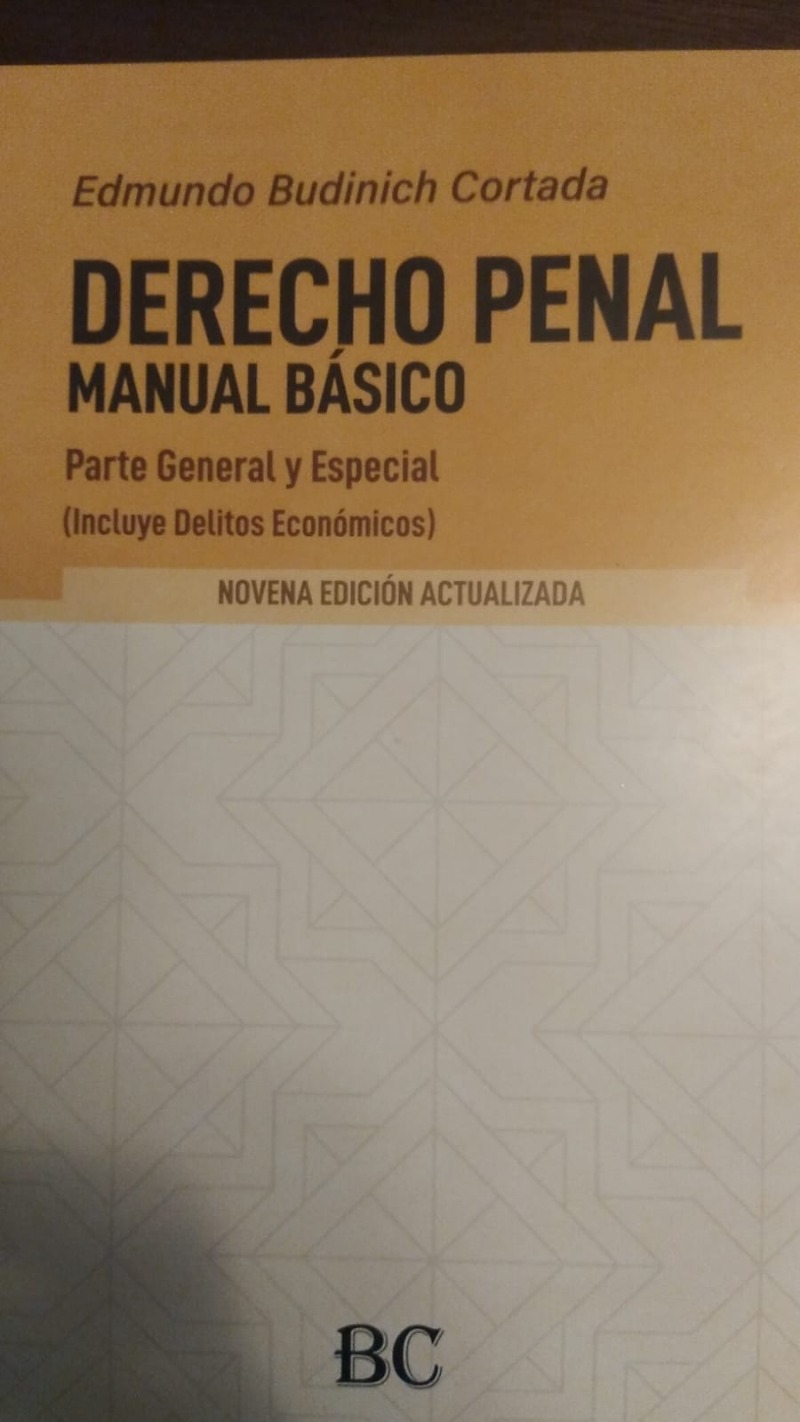 Edmundo Budinich Cortada
DERECHO PENAL
MANUAL BÁSICO
Parte General y Especial
(Incluye Delitos Económicos)
NOVENA EDICIÓN ACTUALIZADA
BC